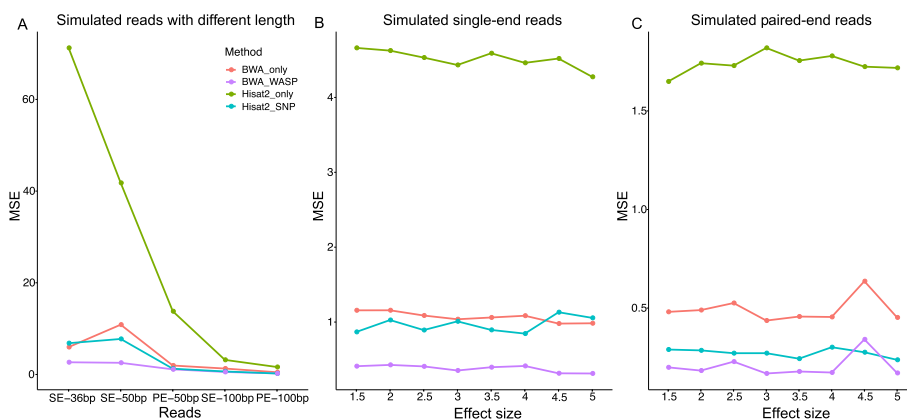 A
Simulated reads with different length
MSE
60
40
20
0
SE−36bp SE−50bp PE−50bp SE−100bp PE−100bp
Reads
Method
BWA_only
BWA_WASP
Hisat2_only
Hisat2_SNP
B
Simulated single-end reads
MSE
4
3
2
1
1.5 2 2.5 3 3.5 4 4.5 5
Effect size
C
Simulated paired-end reads
MSE
1.5
1.0
0.5
1.5 2 2.5 3 3.5 4 4.5 5
Effect size